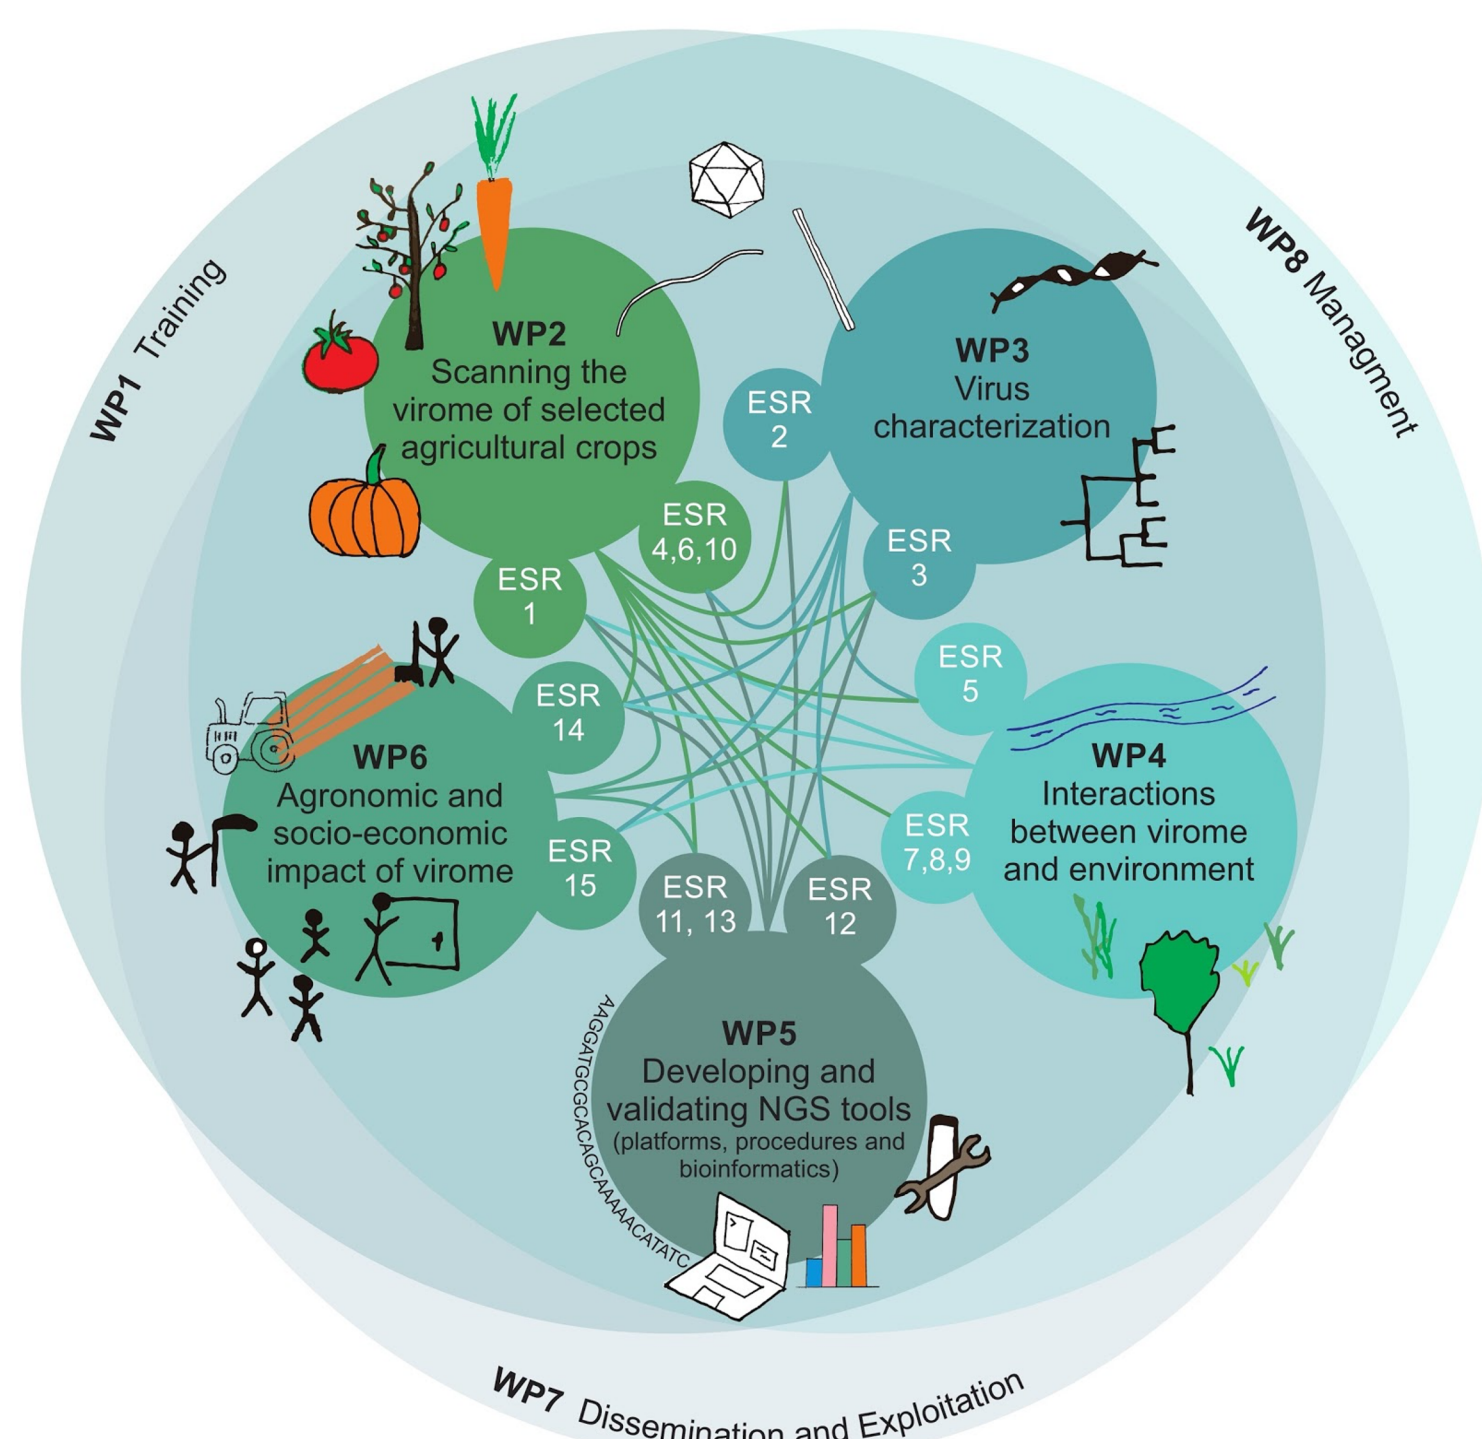 WP1 Training
WP8 Managment
WP2
Scanning the
virome of selected
agricultural crops
WP3
Virus
characterization
ESR
2
ESR
4,6,10
ESR
3
ESR
1
ESR
5
ESR
14
WP6
Agronomic and
socio-economic
impact of virome
WP4
Interactions
between virome
and environment
ESR
7,8,9
ESR
15
ESR
11, 13
ESR
12
WP5
Developing and
validating NGS tools
(platforms, procedures and
bioinformatics)
AAGGATGCGCACAGCAAAAACATATC
WP7 Dissemination and Exploitation